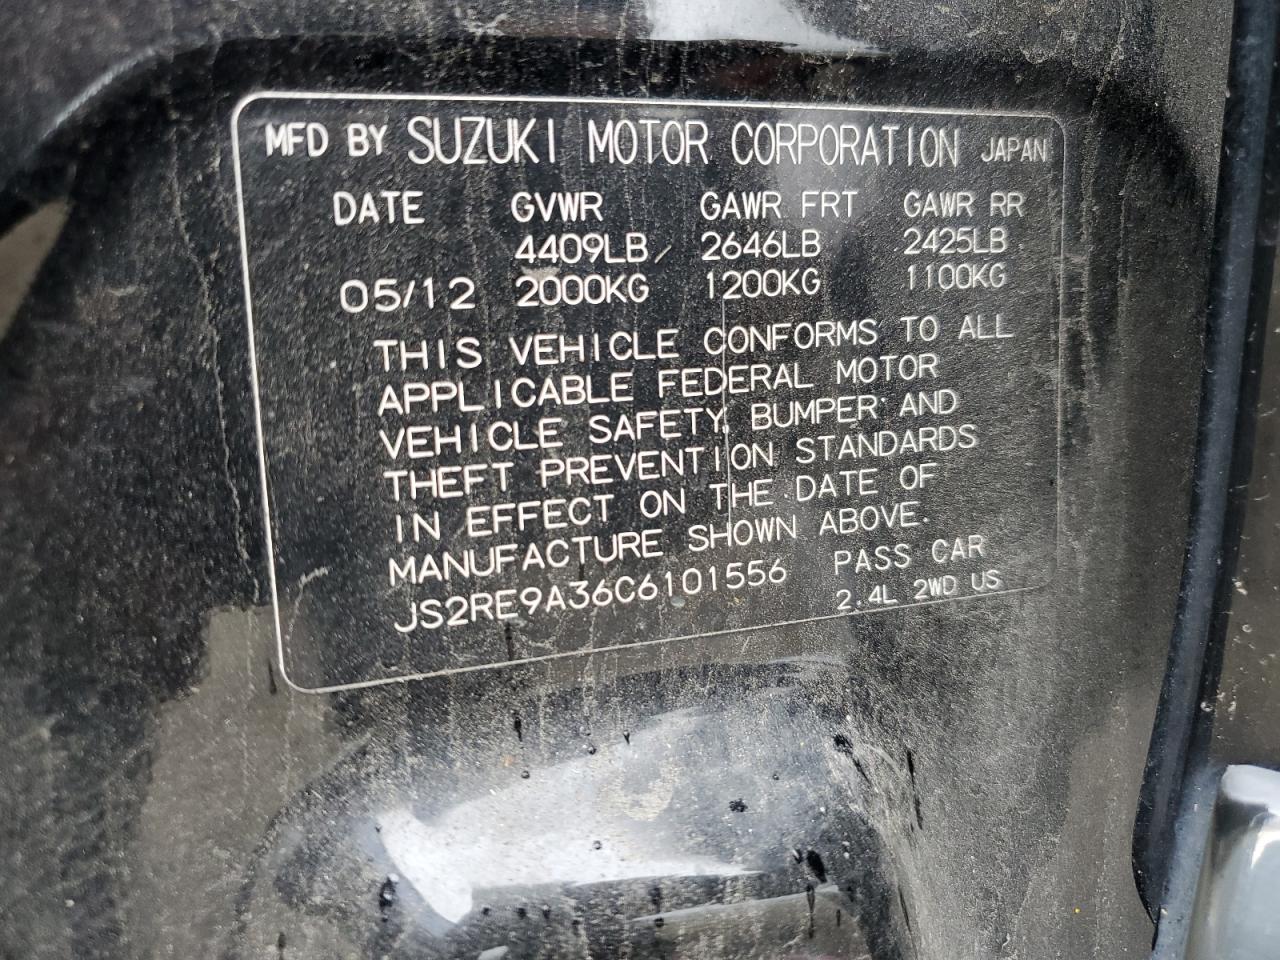 MFD BY SUZUKI MOTOR CORPORATION JAPAN
DATE GVWR GAWR FRT GAWR RR
4409LB 2646LB 2425LB
05/12 2000KG 1200KG 1100KG
THIS VEHICLE CONFORMS TO ALL
APPLICABLE FEDERAL MOTOR
VEHICLE SAFETY, BUMPER AND
THEFT PREVENTION STANDARDS
IN EFFECT ON THE DATE OF
MANUFACTURE SHOWN ABOVE.
JS2RE9A36C6101556 PASS CAR
2.4L 2WD US